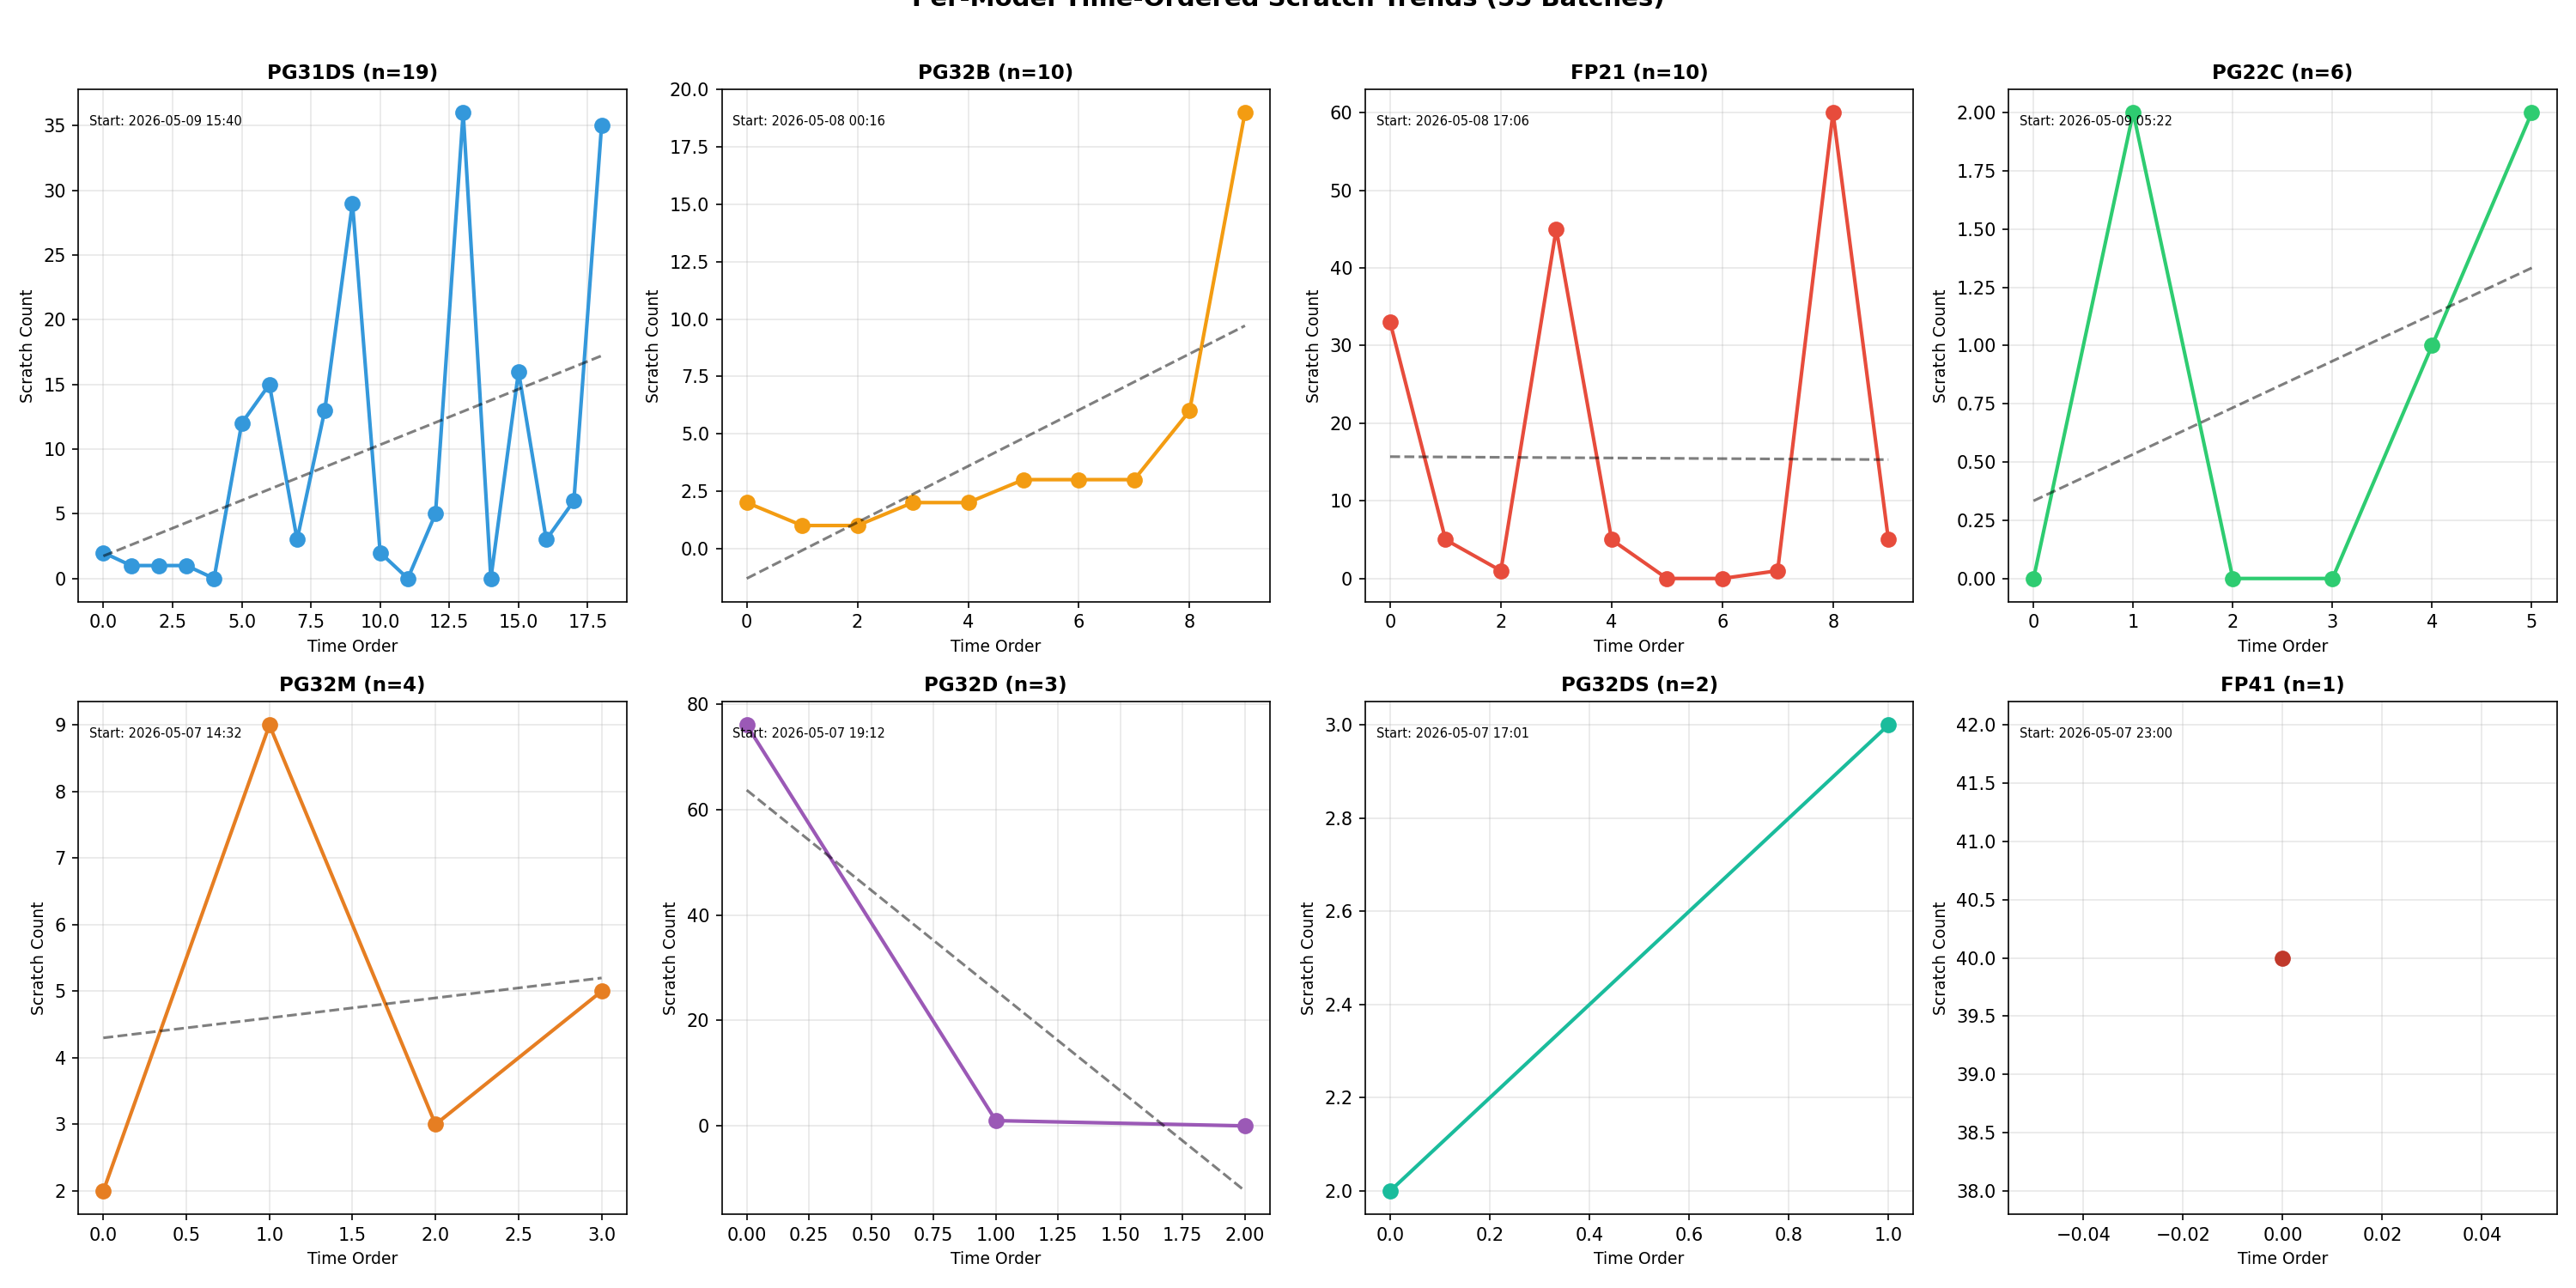 Per-Model Time-Ordered Scratch Trends (55 Batches)
PG31DS (n=19)
Start: 2026-05-09 15:40
Scratch Count
35
30
25
20
15
10
5
0
0.0 2.5 5.0 7.5 10.0 12.5 15.0 17.5
Time Order
PG32B (n=10)
Start: 2026-05-08 00:16
Scratch Count
20.0
17.5
15.0
12.5
10.0
7.5
5.0
2.5
0.0
0 2 4 6 8
Time Order
FP21 (n=10)
Start: 2026-05-08 17:06
Scratch Count
60
50
40
30
20
10
0
0 2 4 6 8
Time Order
PG22C (n=6)
Start: 2026-05-09 05:22
Scratch Count
2.00
1.75
1.50
1.25
1.00
0.75
0.50
0.25
0.00
0 1 2 3 4 5
Time Order
PG32M (n=4)
Start: 2026-05-07 14:32
Scratch Count
9
8
7
6
5
4
3
2
0.0 0.5 1.0 1.5 2.0 2.5 3.0
Time Order
PG32D (n=3)
Start: 2026-05-07 19:12
Scratch Count
80
60
40
20
0
0.00 0.25 0.50 0.75 1.00 1.25 1.50 1.75 2.00
Time Order
PG32DS (n=2)
Start: 2026-05-07 17:01
Scratch Count
3.0
2.8
2.6
2.4
2.2
2.0
0.0 0.2 0.4 0.6 0.8 1.0
Time Order
FP41 (n=1)
Start: 2026-05-07 23:00
Scratch Count
42.0
41.5
41.0
40.5
40.0
39.5
39.0
38.5
38.0
−0.04 −0.02 0.00 0.02 0.04
Time Order